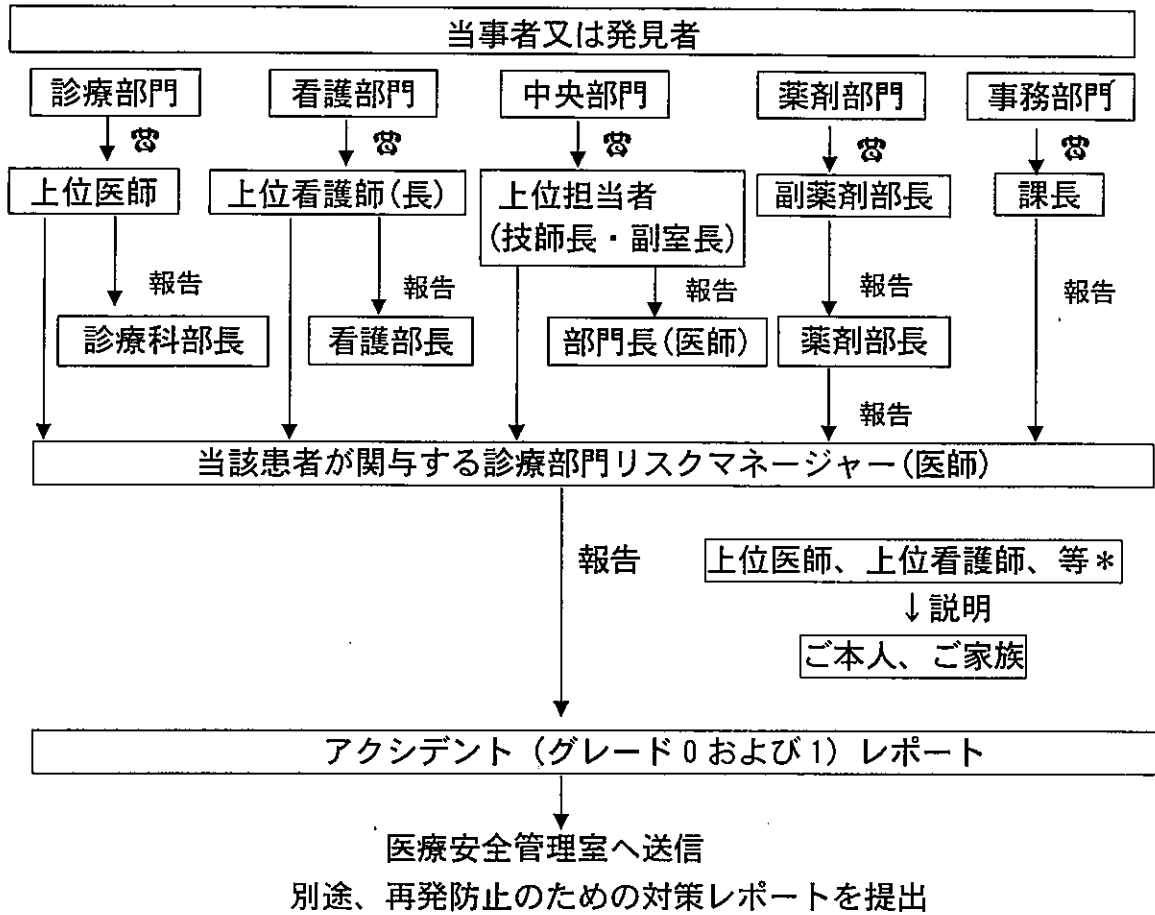 当事者又は発見者
診療部門 看護部門 中央部門 薬剤部門 事務部門
☎ ☎ ☎ ☎ ☎
上位医師 上位看護師(長) 上位担当者 副薬剤部長 課長
(技師長・副室長)
報告 報告 報告 報告 報告
診療科部長 看護部長 部門長(医師) 薬剤部長
報告
当該患者が関与する診療部門リスクマネージャー(医師)
報告 上位医師、上位看護師、等*
↓説明
ご本人、ご家族
アクシデント(グレード0および1)レポート
医療安全管理室へ送信
別途、再発防止のための対策レポートを提出